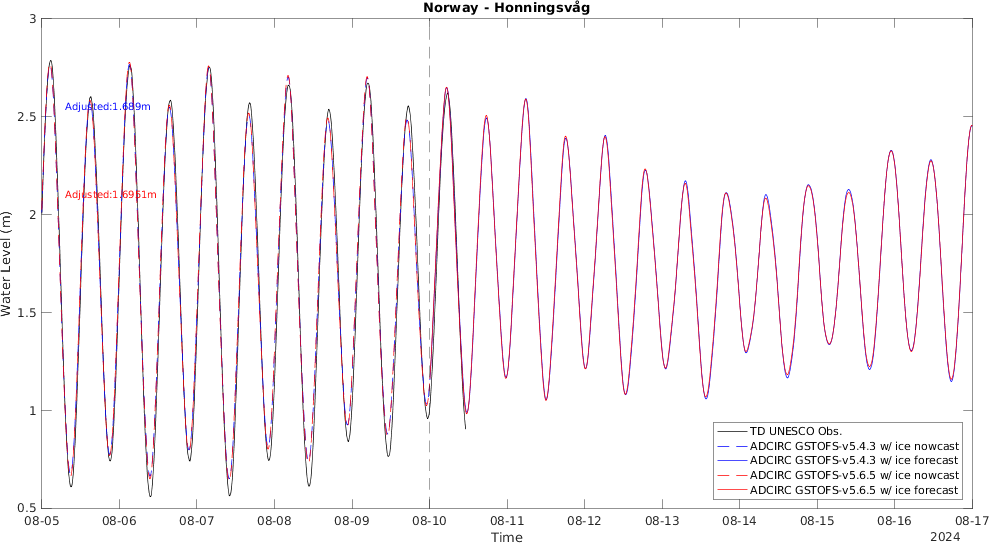 Norway - Honningsvåg
3
2.5
2
1.5
1
0.5
Water Level (m)
Adjusted:1.689m
Adjusted:1.6961m
08-05 08-06 08-07 08-08 08-09 08-10 08-11 08-12 08-13 08-14 08-15 08-16 08-17
Time
2024
TD UNESCO Obs.
ADCIRC GSTOFS-v5.4.3 w/ ice nowcast
ADCIRC GSTOFS-v5.4.3 w/ ice forecast
ADCIRC GSTOFS-v5.6.5 w/ ice nowcast
ADCIRC GSTOFS-v5.6.5 w/ ice forecast